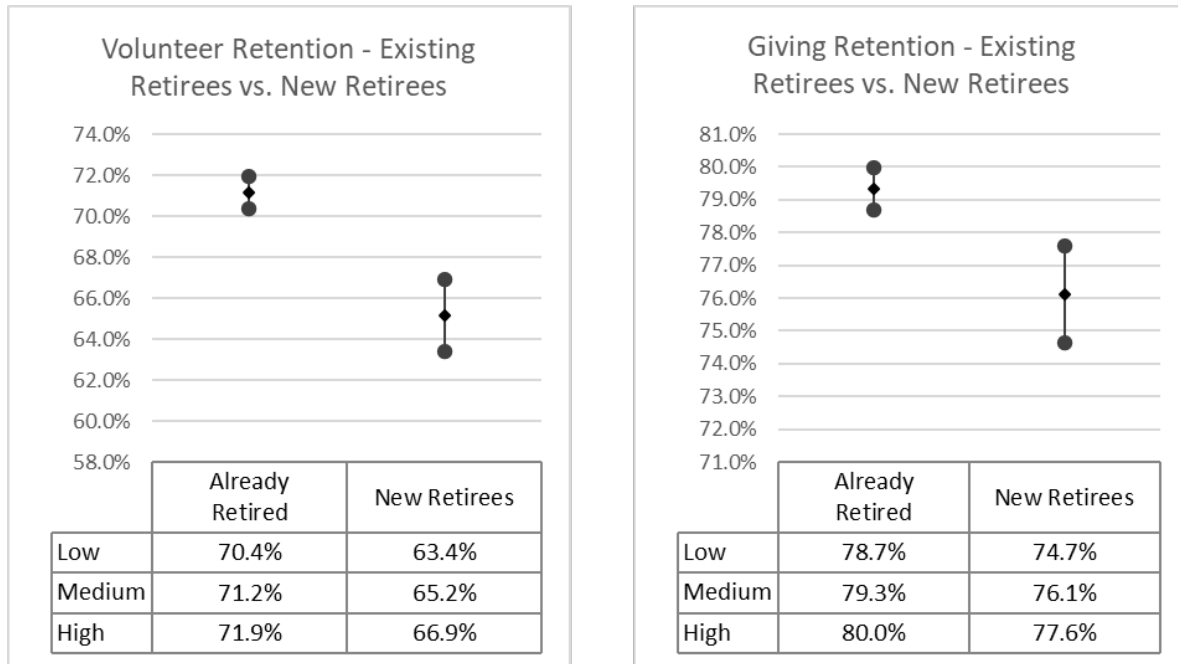 Volunteer Retention - Existing
Retirees vs. New Retirees
74.0%
72.0%
70.0%
68.0%
66.0%
64.0%
62.0%
60.0%
58.0%
Already
Retired
New Retirees
Low 70.4% 63.4%
Medium 71.2% 65.2%
High 71.9% 66.9%
Giving Retention - Existing
Retirees vs. New Retirees
81.0%
80.0%
79.0%
78.0%
77.0%
76.0%
75.0%
74.0%
73.0%
72.0%
71.0%
Already
Retired
New Retirees
Low 78.7% 74.7%
Medium 79.3% 76.1%
High 80.0% 77.6%